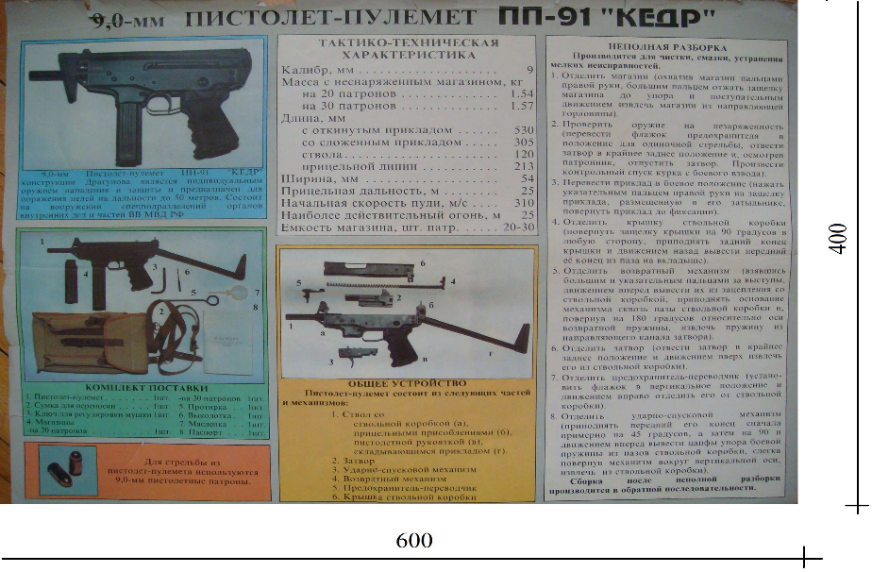 9,0-мм ПИСТОЛЕТ-ПУЛЕМЕТ ПП-91 "КЕДР"
9,0-мм Пистолет-пулемет ПП-91 "КЕДР"
конструкции Драгунова является индивидуальным
оружием нападения и защиты и предназначен для
поражения целей на дальности до 50 метров. Состоит
на вооружении спецподразделений органов
внутренних дел и частей ВВ МВД РФ
1
2
3
4
5
6
7
8
КОМПЛЕКТ ПОСТАВКИ
1. Пистолет-пулемет 1шт.
2. Сумка для переноски 1шт.
3. Ключ для регулировки мушки 1шт.
4. Магазины
на 30 патронов 1шт.
-на 20 патронов 1шт.
5. Протирка 1шт.
6. Выколотка 1шт.
7. Масленка 1шт.
8. Паспорт 1шт.
Для стрельбы из
пистолет-пулемета используются
9,0-мм пистолетные патроны.
ТАКТИКО-ТЕХНИЧЕСКАЯ
ХАРАКТЕРИСТИКА
Калибр, мм 9
Масса с неснаряженным магазином, кг
на 20 патронов 1.54
на 30 патронов 1.57
Длина, мм
с откинутым прикладом 530
со сложенным прикладом 305
ствола 120
прицельной линии 213
Ширина, мм 54
Прицельная дальность, м 25
Начальная скорость пули, м/с 310
Наиболее действительный огонь, м 25
Емкость магазина, шт. патр. 20-30
1
2
3
4
5
6
а
б
в
г
ОБЩЕЕ УСТРОЙСТВО
Пистолет-пулемет состоит из следующих частей
и механизмов:
1. Ствол со
ствольной коробкой (а),
прицельными присоблениями (б),
пистолетной рукояткой (в),
складывающимся прикладом (г).
2. Затвор
3. Ударно-спусковой механизм
4. Возвратный механизм
5. Предохранитель-переводчик
6. Крышка ствольной коробки
НЕПОЛНАЯ РАЗБОРКА
Производится для чистки, смазки, устранения
мелких неисправностей.
1. Отделить магазин (охватив магазин пальцами
правой руки, большим пальцем отжать защелку
магазина до упора и поступательным
движением извлечь магазин из направляющей
горловины).
2. Проверить оружие на незаряженность
(перевести флажок предохранителя в
положение для одиночной стрельбы, отвести
затвор в крайнее заднее положение и, осмотрев
патронник, отпустить затвор. Произвести
контрольный спуск курка с боевого взвода).
3. Перевести приклад в боевое положение (нажать
указательным пальцем правой руки на защелку
приклада, размещенную в его затыльнике,
повернуть приклад до фиксации).
4. Отделить крышку ствольной коробки
(повернуть защелку крышки на 90 градусов в
любую сторону, приподнять задний конец
крышки и движением назад вывести передний
её конец из паза на вкладыше).
5. Отделить возвратный механизм (взявшись
большим и указательным пальцами за выступы,
движением вперед вывести их из зацепления со
ствольной коробкой, приподнять основание
механизма сквозь пазы ствольной коробки и,
повернув на 180 градусов относительно оси
возвратной пружины, извлечь пружину из
направляющего канала затвора).
6. Отделить затвор (отвести затвор в крайнее
заднее положение и движением вверх извлечь
его из ствольной коробки).
7. Отделить предохранитель-переводчик (устано-
вить флажок в вертикальное положение и
движением вправо отделить его от ствольной
коробки).
8. Отделить ударно-спусковой механизм
(приподнять передний его конец сначала
примерно на 45 градусов, а затем на 90 и
движением вперед вывести цапфы упора боевой
пружины из пазов ствольной коробки, слегка
повернув механизм вокруг вертикальной оси,
извлечь из ствольной коробки).
Сборка после неполной разборки
производится в обратной последовательности.
400
600